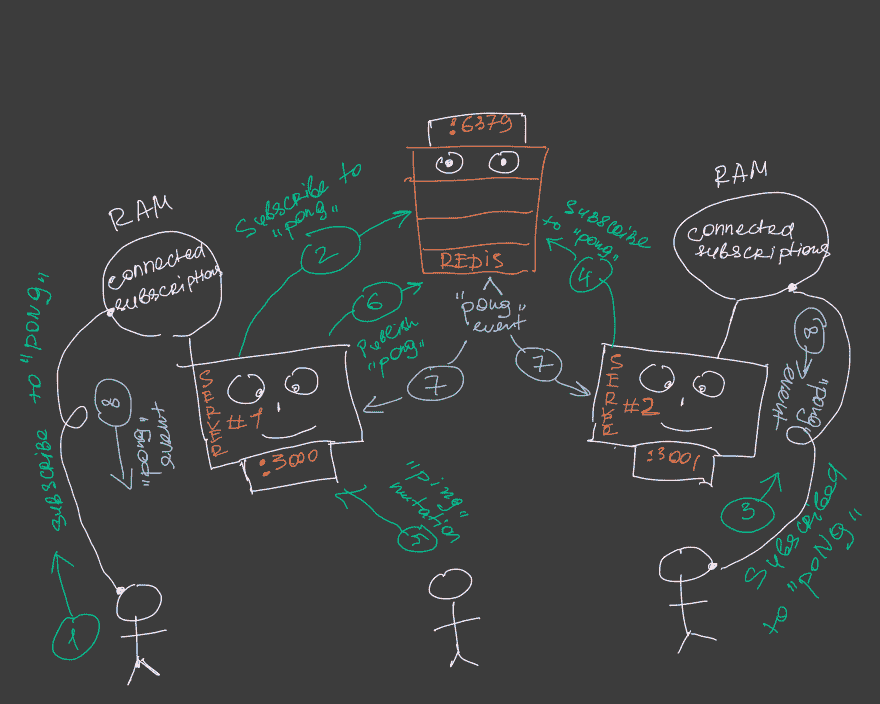 :6379
REDIS
RAM
connected
subscriptions
RAM
connected
subscriptions
subscribe to "pong"
1
Subscribe to
"pong"
2
to subscribe
"pong"
4
6
Publish
"pong"
"pong"
event
7
7
SERVER
#1
:3000
SERVER
#2
:3001
8
"pong"
event
8
"pong"
event
"ping"
mutation
5
3
Subscribed
to "PONG"